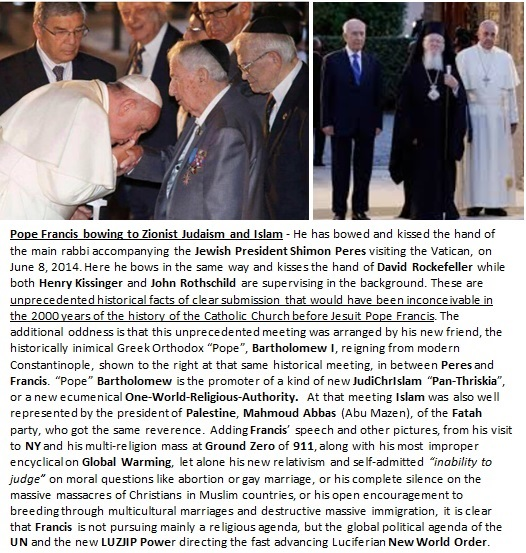 Pope Francis bowing to Zionist Judaism and Islam - He has bowed and kissed the hand of
the main rabbi accompanying the Jewish President Shimon Peres visiting the Vatican, on
June 8, 2014. Here he bows in the same way and kisses the hand of David Rockefeller while
both Henry Kissinger and John Rothschild are supervising in the background. These are
unprecedented historical facts of clear submission that would have been inconceivable in
the 2000 years of the history of the Catholic Church before Jesuit Pope Francis. The
additional oddness is that this unprecedented meeting was arranged by his new friend, the
historically inimical Greek Orthodox “Pope”, Bartholomew I, reigning from modern
Constantinople, shown to the right at that same historical meeting, in between Peres and
Francis. “Pope” Bartholomew is the promoter of a kind of new JudiChrIslam “Pan-Thriskia”,
or a new ecumenical One-World-Religious-Authority. At that meeting Islam was also well
represented by the president of Palestine, Mahmoud Abbas (Abu Mazen), of the Fatah
party, who got the same reverence. Adding Francis’ speech and other pictures, from his visit
to NY and his multi-religion mass at Ground Zero of 911, along with his most improper
encyclical on Global Warming, let alone his new relativism and self-admitted “inability to
judge” on moral questions like abortion or gay marriage, or his complete silence on the
massive massacres of Christians in Muslim countries, or his open encouragement to
breeding through multicultural marriages and destructive massive immigration, it is clear
that Francis is not pursuing mainly a religious agenda, but the global political agenda of the
UN and the new LUZJIP Power directing the fast advancing Luciferian New World Order.